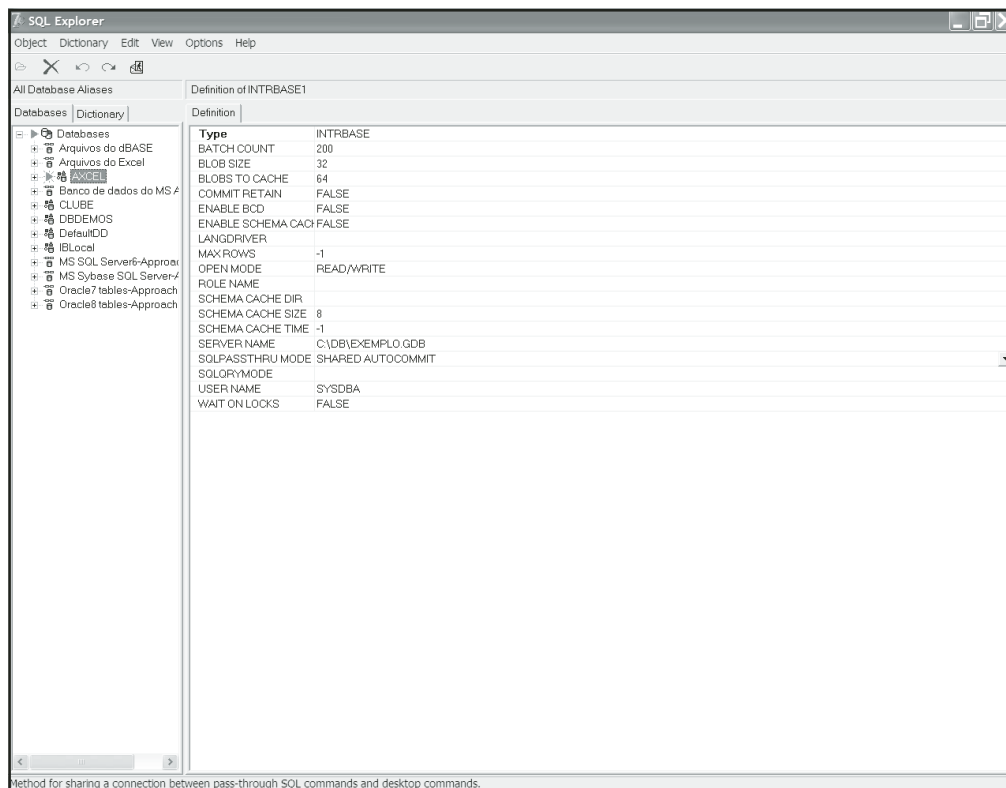 SQL Explorer
Object Dictionary Edit View Options Help
All Database Aliases
Definition of INTRBASE1
Databases Dictionary
Definition
Databases
Arquivos do dBASE
Arquivos do Excel
AXCEL
Banco de dados do MS A
CLUBE
DBDEMOS
DefaultDD
IBLocal
MS SQL Server6-Approa
MS Sybase SQL Server-A
Oracle7 tables-Approach
Oracle8 tables-Approach
Type INTRBASE
BATCH COUNT 200
BLOB SIZE 32
BLOBS TO CACHE 64
COMMIT RETAIN FALSE
ENABLE BCD FALSE
ENABLE SCHEMA CACH FALSE
LANGDRIVER
MAX ROWS -1
OPEN MODE READ/WRITE
ROLE NAME
SCHEMA CACHE DIR
SCHEMA CACHE SIZE 8
SCHEMA CACHE TIME -1
SERVER NAME C:\DB\EXEMPLO.GDB
SQLPASSTHRU MODE SHARED AUTOCOMMIT
SQLQRYMODE
USER NAME SYSDBA
WAIT ON LOCKS FALSE
Method for sharing a connection between pass-through SQL commands and desktop commands.